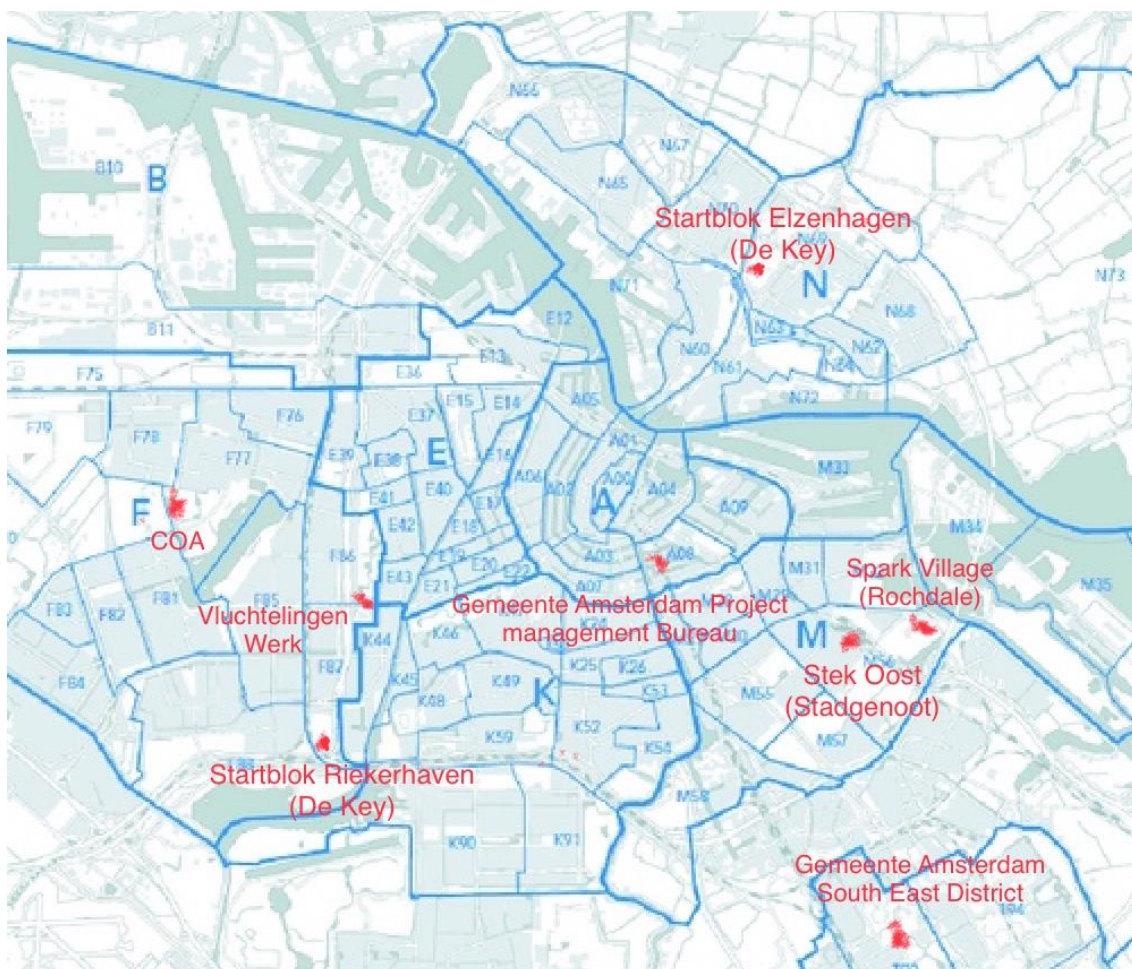 N66
N67
B10
B
N65
N70
Startblok Elzenhagen
(De Key)
N69
N73
N71
N
N68
B11
E12
N63
N62
N60
N61
E13
F75
E36
N72
E15
E14
A05
F76
F79
F78
E37
F77
A01
E39
E38
E
E16
A06
A00
M33
E41
E40
A02
A
A04
A09
F
E17
E42
E18
M34
COA
F86
E19
A03
A08
E43
E20
E22
M31
Spark Village
(Rochdale)
M35
E21
A07
F83
F82
F81
F85
Vluchtelingen
Werk
Gemeente Amsterdam Project
management Bureau
K24
K46
K44
M
M56
F87
K25
K26
Stek Oost
(Stadgenoot)
F84
K45
K49
K53
M55
K48
K
K52
K59
K54
M57
Startblok Riekerhaven
(De Key)
M58
K90
K91
Gemeente Amsterdam
South East District
T94